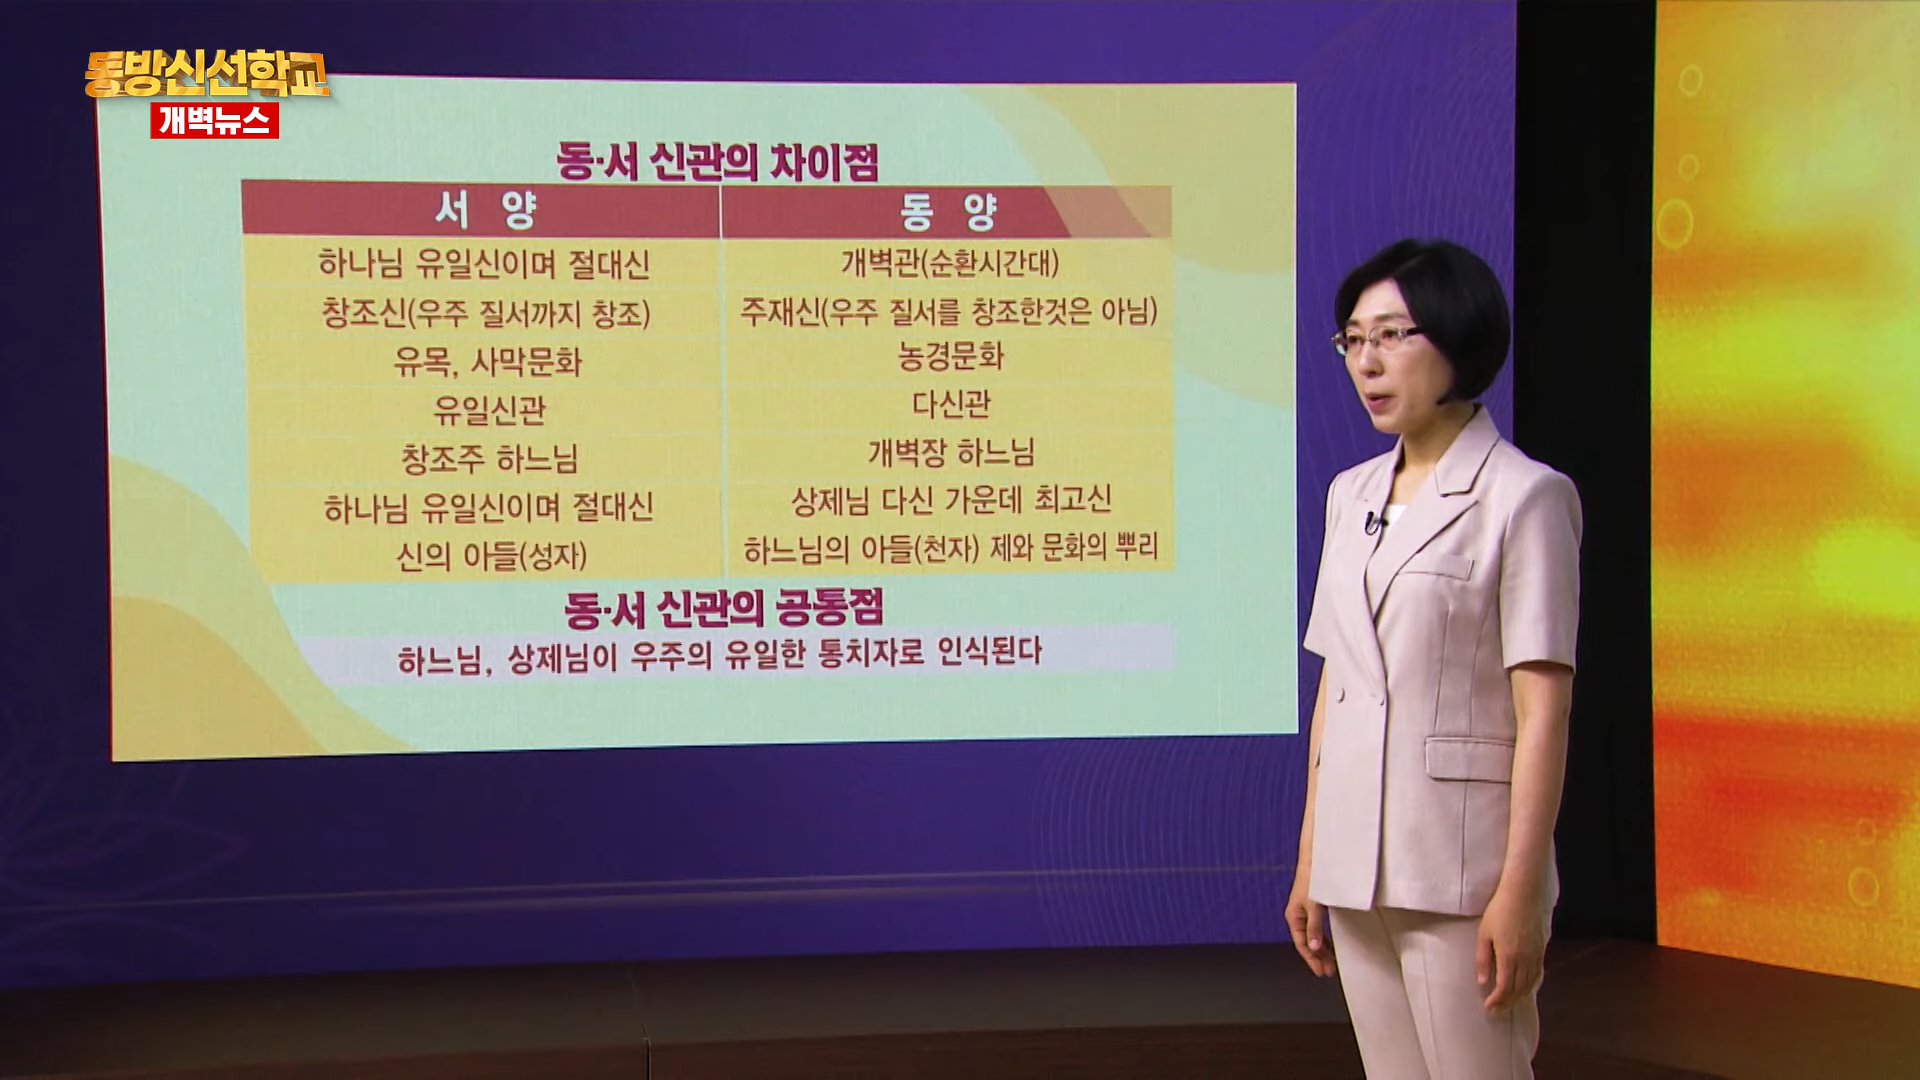 동방신선학교
개벽뉴스
동·서 신관의 차이점
서 양
동 양
하나님 유일신이며 절대신
개벽관(순환시간대)
창조신(우주 질서까지 창조)
주재신(우주 질서를 창조한것은 아님)
유목, 사막문화
농경문화
유일신관
다신관
창조주 하느님
개벽장 하느님
하나님 유일신이며 절대신
상제님 다신 가운데 최고신
신의 아들(성자)
하느님의 아들(천자) 제와 문화의 뿌리
동·서 신관의 공통점
하느님, 상제님이 우주의 유일한 통치자로 인식된다